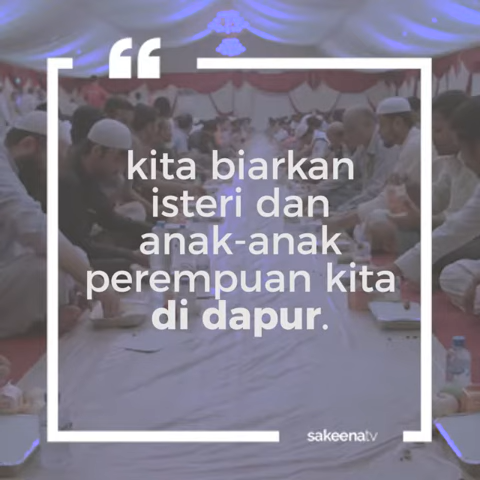 kita biarkan
isteri dan
anak-anak
perempuan kita
di dapur.
sakeenatv